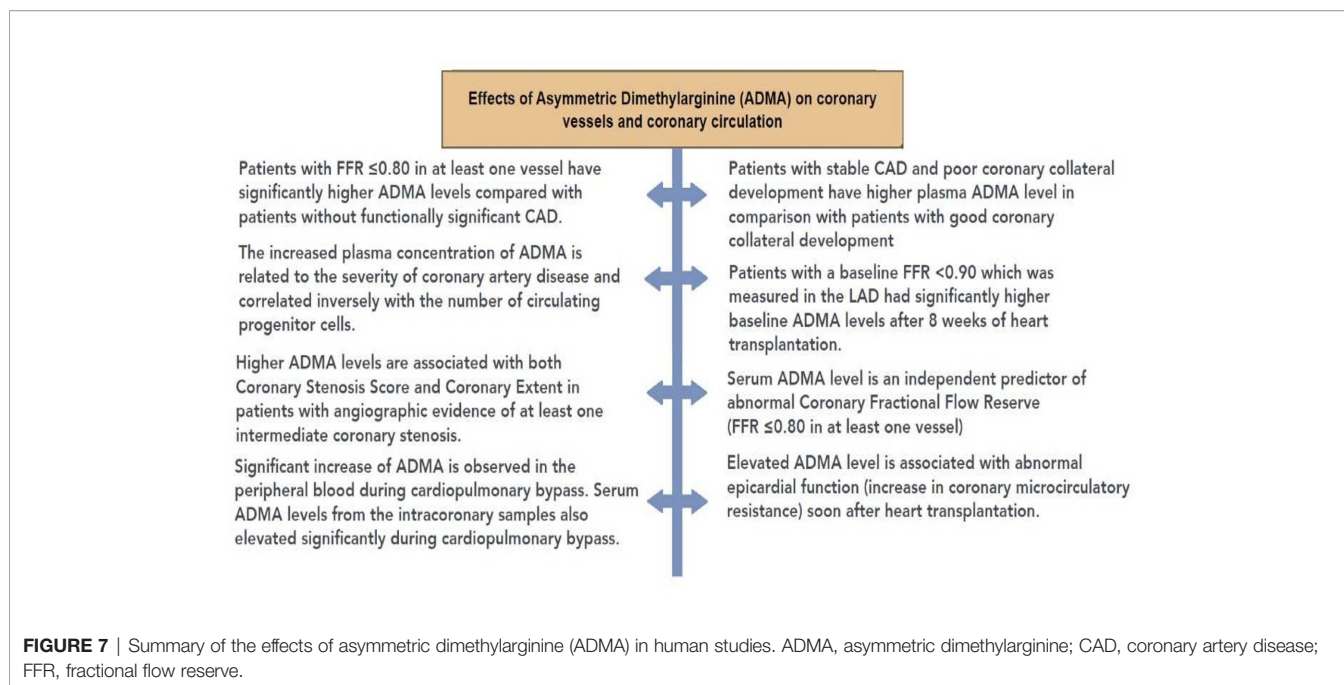 Effects of Asymmetric Dimethylarginine (ADMA) on coronary
vessels and coronary circulation
Patients with FFR ≤0.80 in at least one vessel have
significantly higher ADMA levels compared with
patients without functionally significant CAD.
The increased plasma concentration of ADMA is
related to the severity of coronary artery disease and
correlated inversely with the number of circulating
progenitor cells.
Higher ADMA levels are associated with both
Coronary Stenosis Score and Coronary Extent in
patients with angiographic evidence of at least one
intermediate coronary stenosis.
Significant increase of ADMA is observed in the
peripheral blood during cardiopulmonary bypass. Serum
ADMA levels from the intracoronary samples also
elevated significantly during cardiopulmonary bypass.
Patients with stable CAD and poor coronary collateral
development have higher plasma ADMA level in
comparison with patients with good coronary
collateral development
Patients with a baseline FFR <0.90 which was
measured in the LAD had significantly higher
baseline ADMA levels after 8 weeks of heart
transplantation.
Serum ADMA level is an independent predictor of
abnormal Coronary Fractional Flow Reserve
(FFR ≤0.80 in at least one vessel)
Elevated ADMA level is associated with abnormal
epicardial function (increase in coronary microcirculatory
resistance) soon after heart transplantation.
FIGURE 7 | Summary of the effects of asymmetric dimethylarginine (ADMA) in human studies. ADMA, asymmetric dimethylarginine; CAD, coronary artery disease;
FFR, fractional flow reserve.